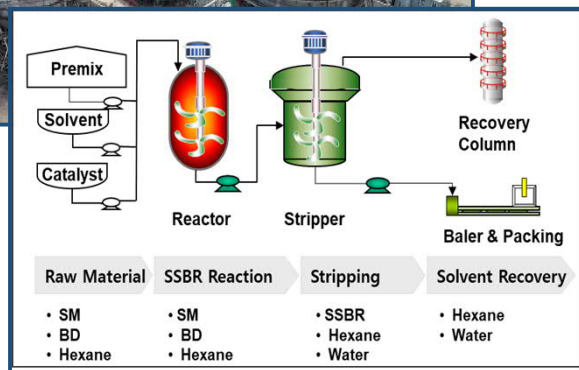 Premix
Solvent
Catalyst
Reactor
Stripper
Recovery
Column
Baler & Packing
Raw Material
SSBR Reaction
Stripping
Solvent Recovery
• SM
• BD
• Hexane
• SM
• BD
• Hexane
• SSBR
• Hexane
• Water
• Hexane
• Water